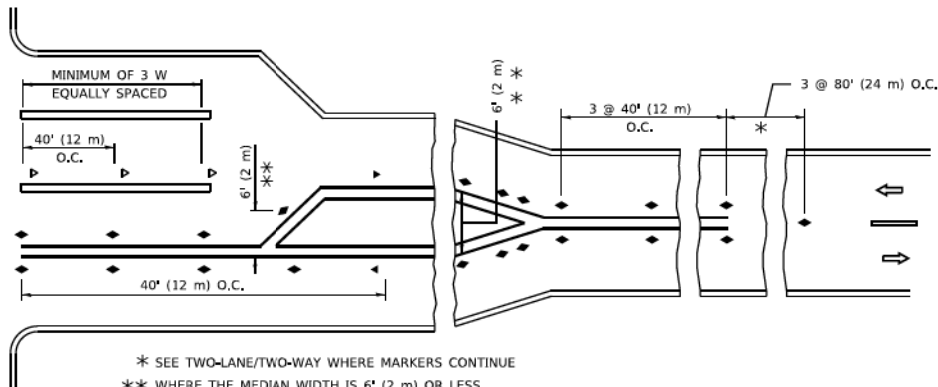 MINIMUM OF 3 W
EQUALLY SPACED
40' (12 m)
O.C.
6' (2 m)
**
6' (2 m)
**
3 @ 40' (12 m)
O.C.
3 @ 80' (24 m) O.C.
*
40' (12 m) O.C.
* SEE TWO-LANE/TWO-WAY WHERE MARKERS CONTINUE
** WHERE THE MEDIAN WIDTH IS 6' (2 m) OR LESS